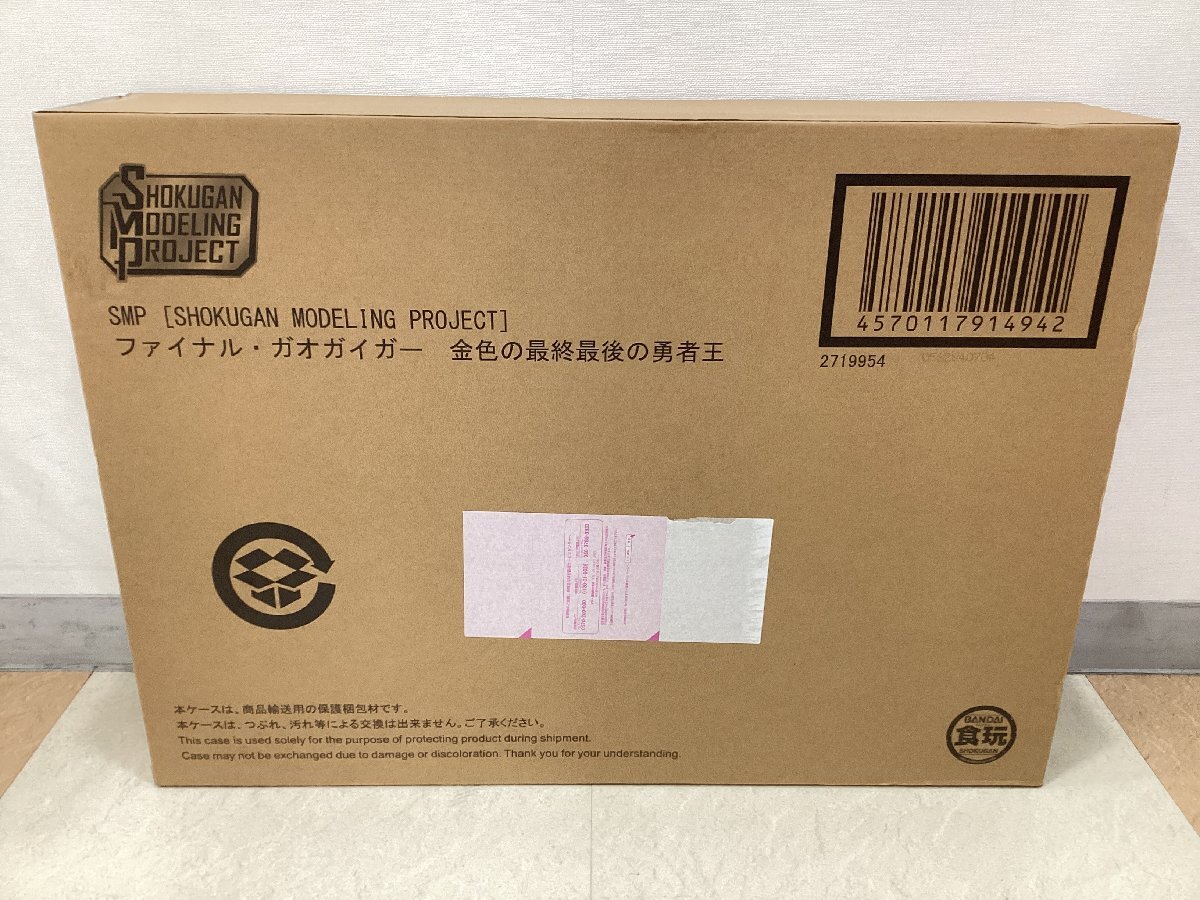 SHOKUGAN
MODELING
PROJECT
SMP [SHOKUGAN MODELING PROJECT]
ファイナル・ガオガイガー 金色の最終最後の勇者王
4570117914942
2719954
本ケースは、商品輸送用の保護梱包材です。
本ケースは、つぶれ、汚れ等による交換は出来ません。ご了承ください。
This case is used solely for the purpose of protecting product during shipment.
Case may not be exchanged due to damage or discoloration. Thank you for your understanding.
BANDAI
食玩
SHOKUGAN